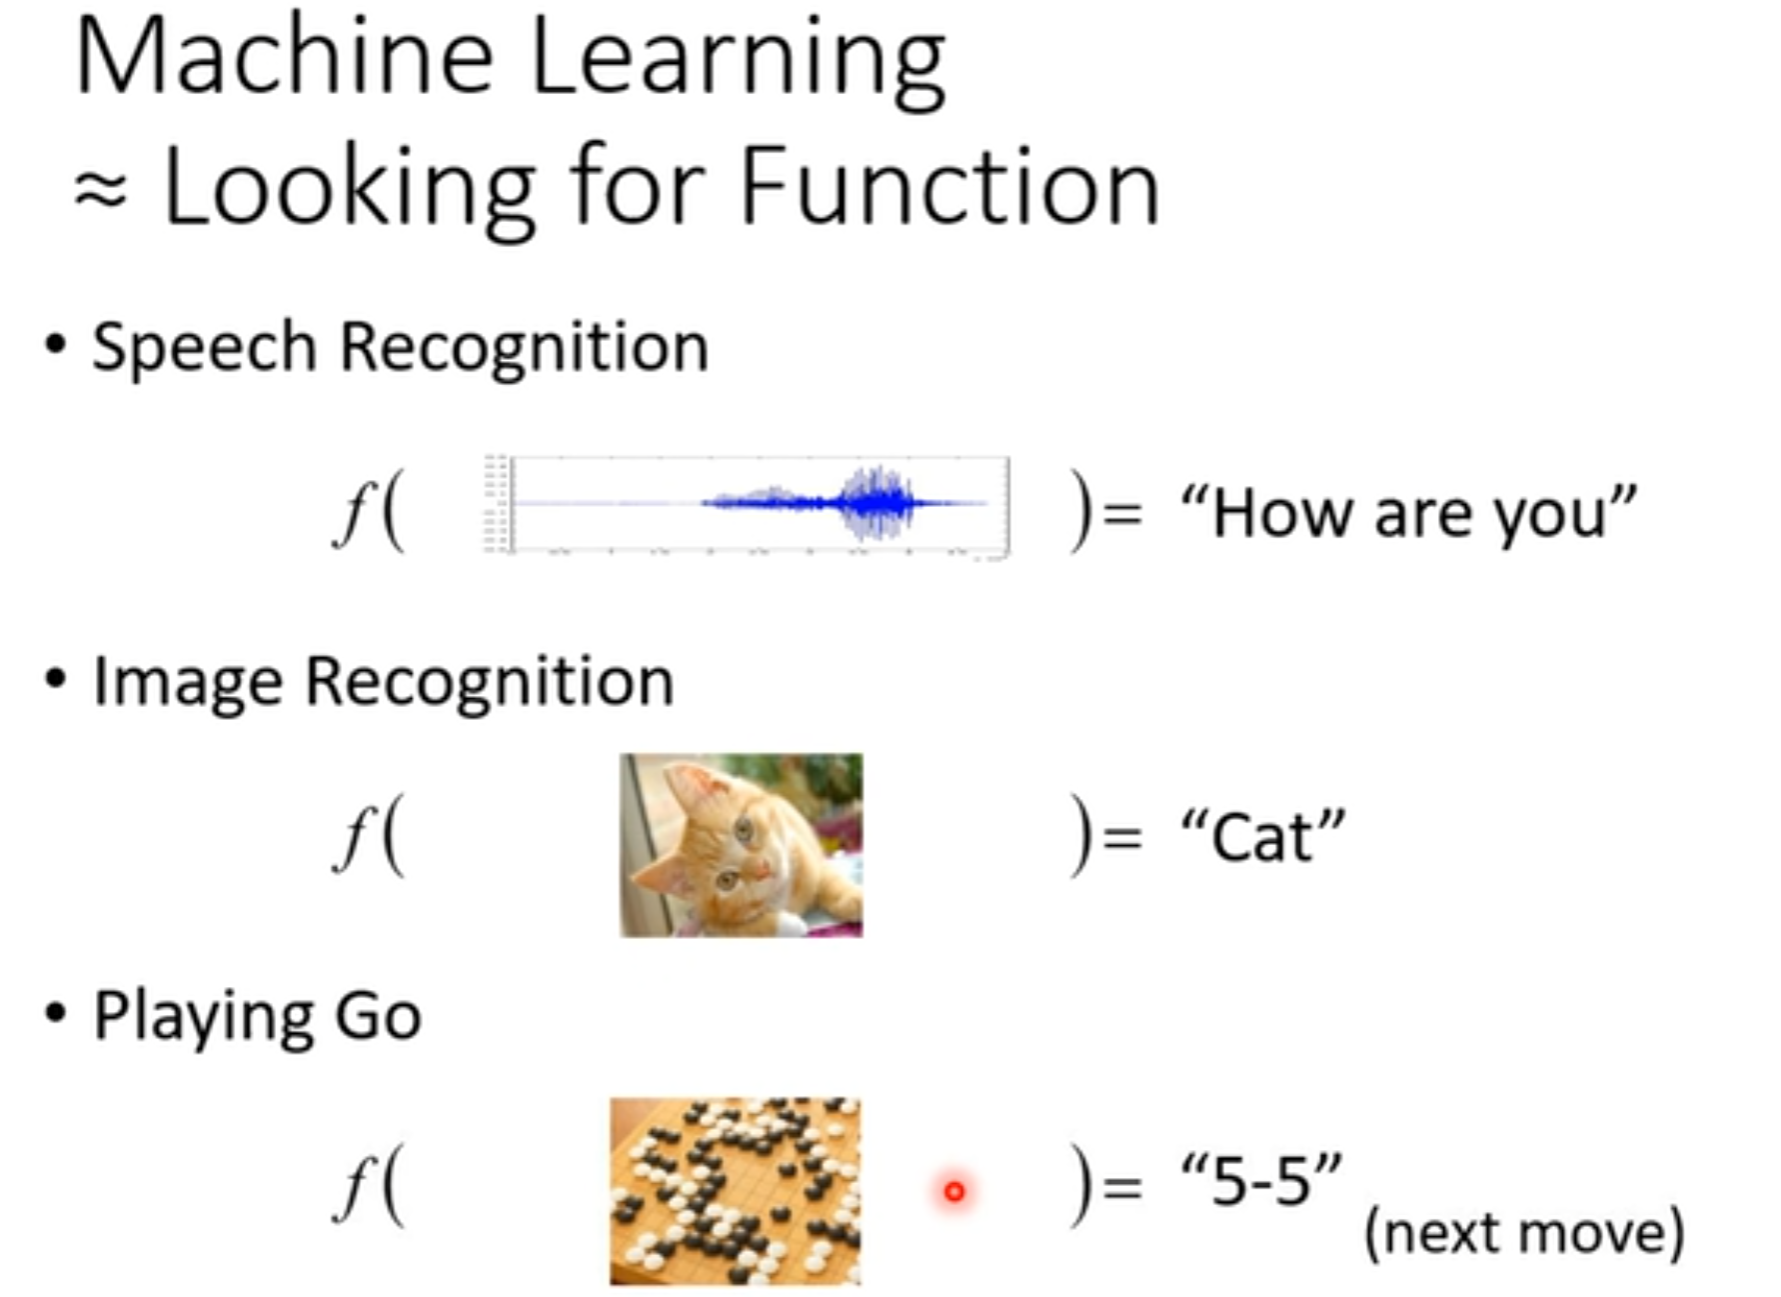 Machine Learning
≈ Looking for Function
• Speech Recognition
f( )= “How are you”
• Image Recognition
f( )= “Cat”
• Playing Go
f( )= “5-5”
(next move)